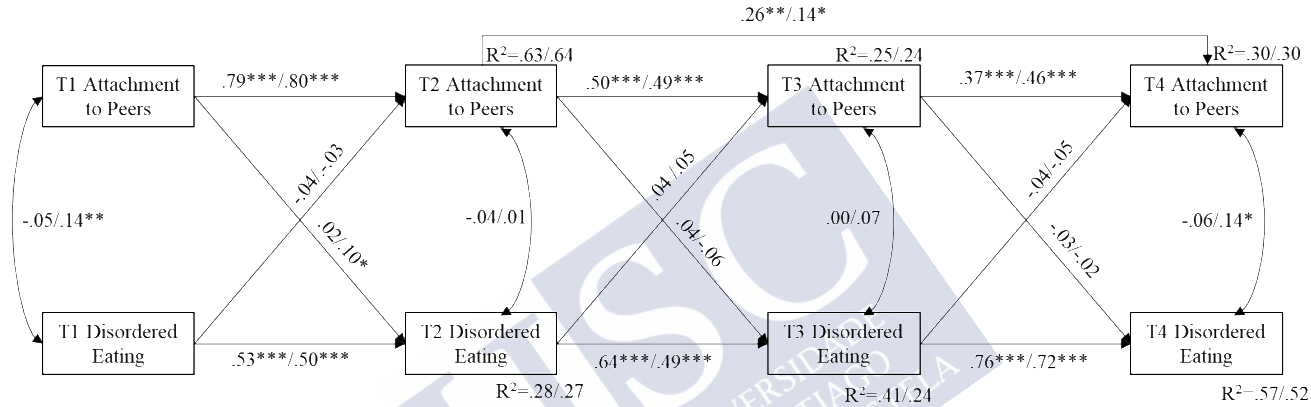 .26**/.14*
R²=.63/.64
R²=.25/.24
R²=.30/.30
T1 Attachment
to Peers
.79***/.80***
T2 Attachment
to Peers
.50***/.49***
T3 Attachment
to Peers
.37***/.46***
T4 Attachment
to Peers
-.04/-.03
.04/.05
-.04/-.05
-.05/.14**
-.04/.01
.00/.07
-.06/.14*
.02/.10*
.04/-.06
-.03/-.02
T1 Disordered
Eating
.53***/.50***
T2 Disordered
Eating
.64***/.49***
T3 Disordered
Eating
.76***/.72***
T4 Disordered
Eating
R²=.28/.27
R²=.41/.24
R²=.57/.52
USC